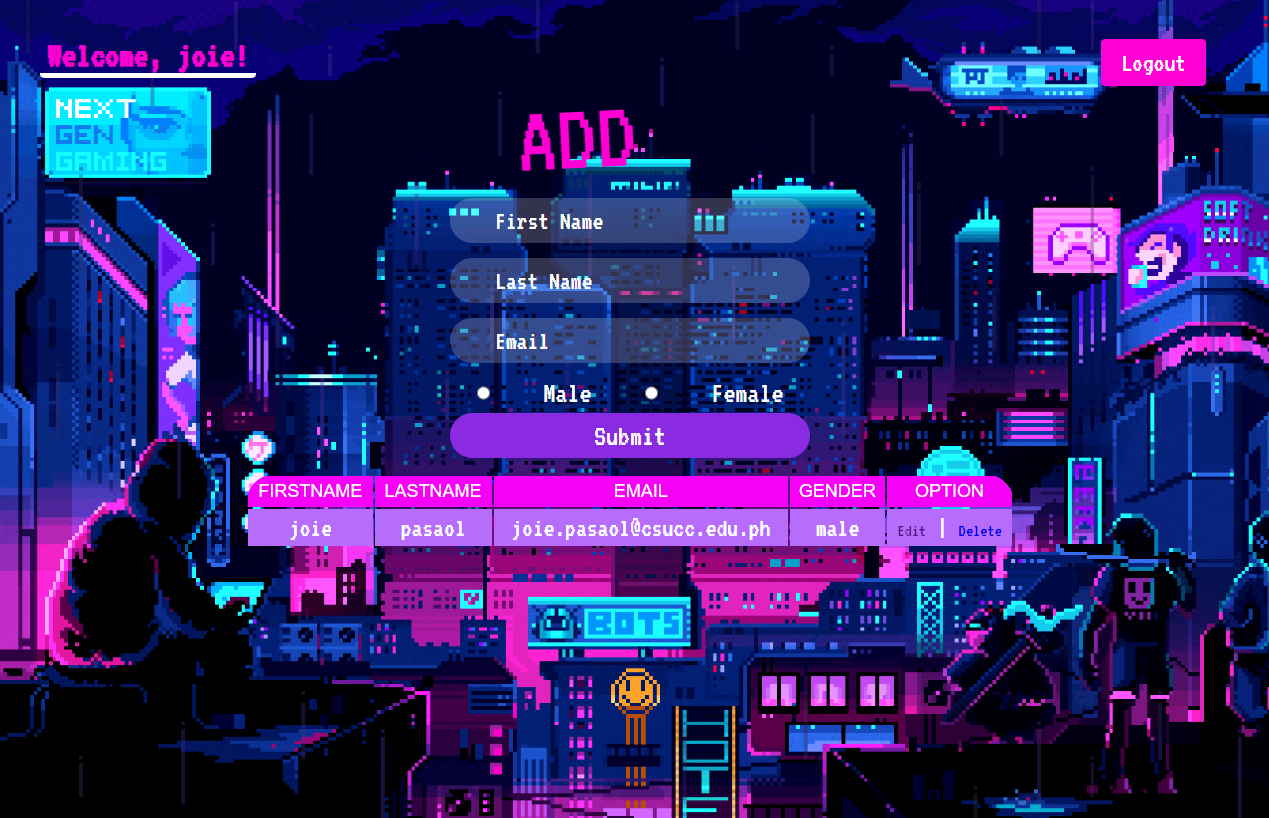 Welcome, joie!
Logout
NEXT
GEN
GAMING
ADD
First Name
Last Name
Email
Male Female
Submit
FIRSTNAME LASTNAME EMAIL GENDER OPTION
joie pasaol joie.pasaol@csucc.edu.ph male Edit | Delete
BOTS